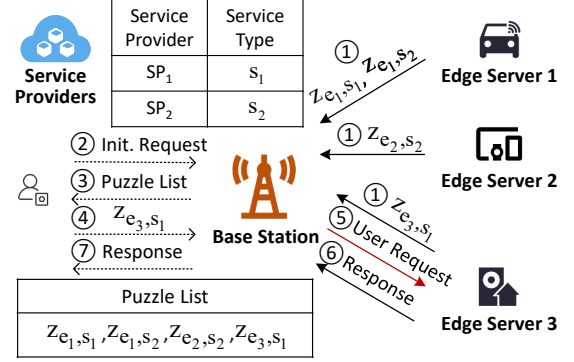 Service Provider Service Type
SP₁ s₁
SP₂ s₂
Service Providers
① z_{e₁,s₁}, z_{e₁,s₂}
Edge Server 1
① z_{e₂,s₂}
Edge Server 2
② Init. Request
③ Puzzle List
④ z_{e₃,s₁}
⑦ Response
Base Station
① z_{e₃,s₁}
⑤ User Request
⑥ Response
Edge Server 3
Puzzle List
z_{e₁,s₁}, z_{e₁,s₂}, z_{e₂,s₂}, z_{e₃,s₁}